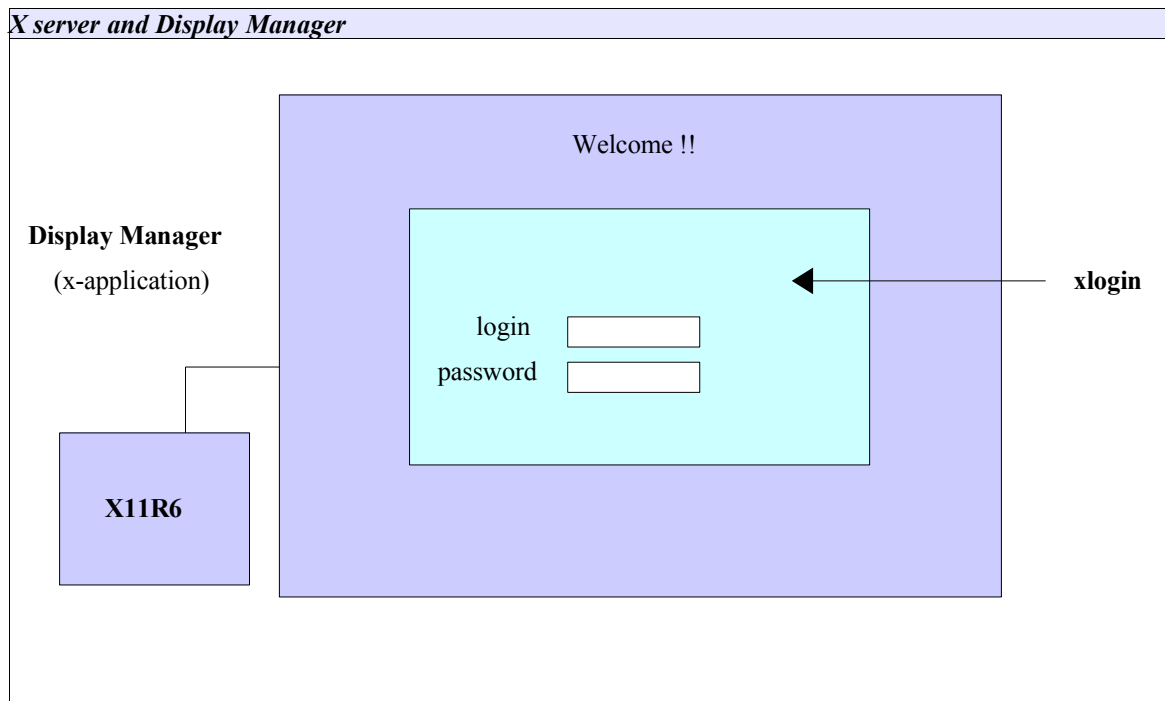 X server and Display Manager
Welcome !!
Display Manager
(x-application)
xlogin
login
password
X11R6